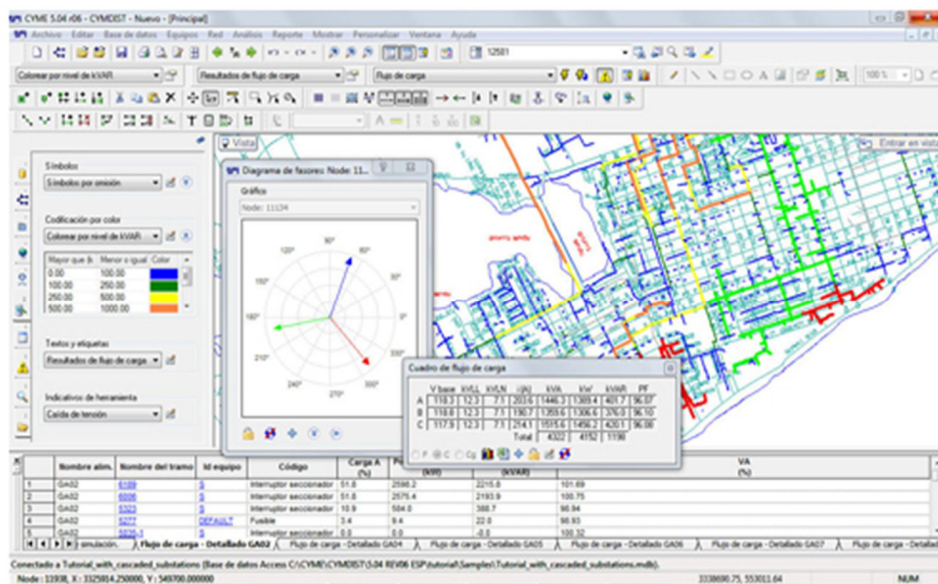 CYME 5.04 r06 - CYMDIST - Nuevo - [Principal]
Archivo Editar Base de datos Equipos Red Análisis Reporte Mostrar Personalizar Ventana Ayuda
12581
Colorear por nivel de kVAR Resultados de flujo de carga Flujo de carga 100 %
Vista
Entrar en vista
Símbolos
Símbolos por omisión
Codificación por color
Colorear por nivel de kVAR
Mayor que (k Menor o igual Color
0.00 100.00
100.00 250.00
250.00 500.00
500.00 1000.00
Textos y etiquetas
Resultados de flujo de carga
Indicativos de herramienta
Caída de tensión
Diagrama de fasores: Node: 11...
Gráfico
Node: 11134
90°
120° 60°
30°
180° 0°
210° 330°
240° 300°
270°
Cuadro de flujo de carga
V base kVLL kVLN i(A) kVA kW kVAR PF
A 118.3 12.3 7.1 203.6 1446.3 1389.4 401.7 96.07
B 118.8 12.3 7.1 190.7 1359.6 1306.6 376.0 96.10
C 117.9 12.3 7.1 214.1 1515.6 1456.2 420.1 96.08
Total 4322 4152 1198
Nombre alim. Nombre del tramo Id equipo Código Carga A (%) (kW) (kVAR) VA (%)
1 GA02 6189 S Interruptor seccionador 51.8 2598.2 2215.8 101.69
2 GA02 6006 S Interruptor seccionador 51.8 2575.4 2193.9 100.75
3 GA02 5323 S Interruptor seccionador 10.9 584.0 388.7 98.94
4 GA02 5277 DEFAULT Fusible 3.4 9.4 22.0 98.93
5 GA02 S Interruptor seccionador 0.0 0.0 -0.0 100.32
simulación. Flujo de carga - Detallado GA02 Flujo de carga - Detallado GA04 Flujo de carga - Detallado GA05 Flujo de carga - Detallado GA06 Flujo de carga - Detallado GA07 Flujo de carga
Conectado a Tutorial_with_cascaded_substations (Base de datos Access C:\CYME\CYMDIST\5.04 REV06 ESP\tutorial\Samples\Tutorial_with_cascaded_substations.mdb).
Node: 11938, X : 3325914.250000, Y : 549700.000000 3338690.75, 553011.64 NUM